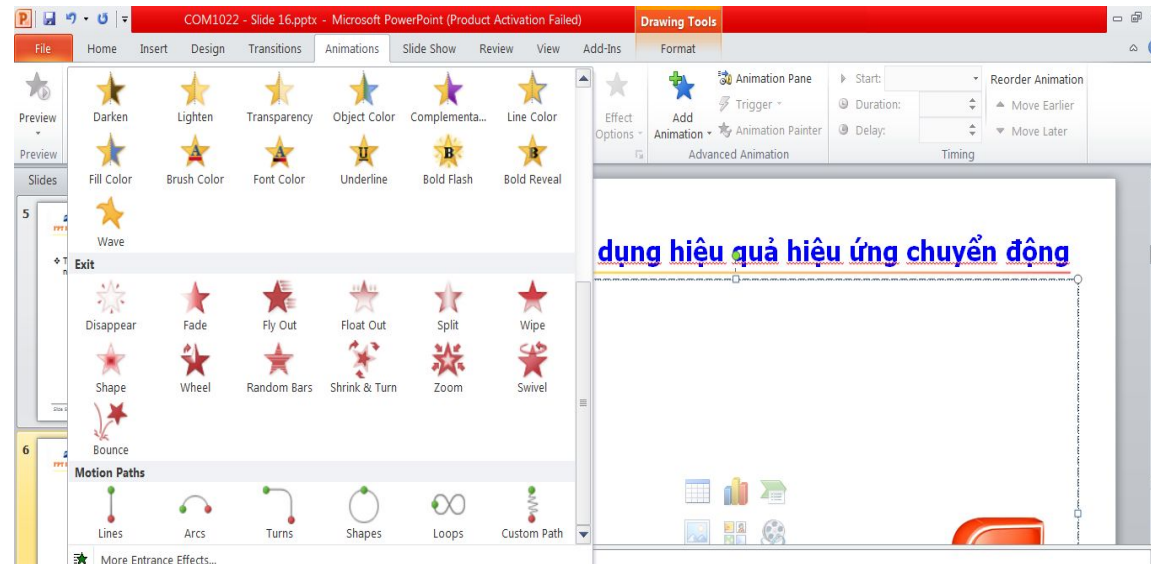 COM1022 - Slide 16.pptx - Microsoft PowerPoint (Product Activation Failed)
Drawing Tools
File Home Insert Design Transitions Animations Slide Show Review View Add-Ins Format
Preview
Preview
Darken Lighten Transparency Object Color Complementa... Line Color
Fill Color Brush Color Font Color Underline Bold Flash Bold Reveal
Wave
Exit
Disappear Fade Fly Out Float Out Split Wipe
Shape Wheel Random Bars Shrink & Turn Zoom Swivel
Bounce
Motion Paths
Lines Arcs Turns Shapes Loops Custom Path
More Entrance Effects...
Effect Options
Add Animation
Animation Pane
Trigger
Animation Painter
Advanced Animation
Start:
Duration:
Delay:
Reorder Animation
Move Earlier
Move Later
Timing
Slides
5
6
dụng hiệu quả hiệu ứng chuyển động